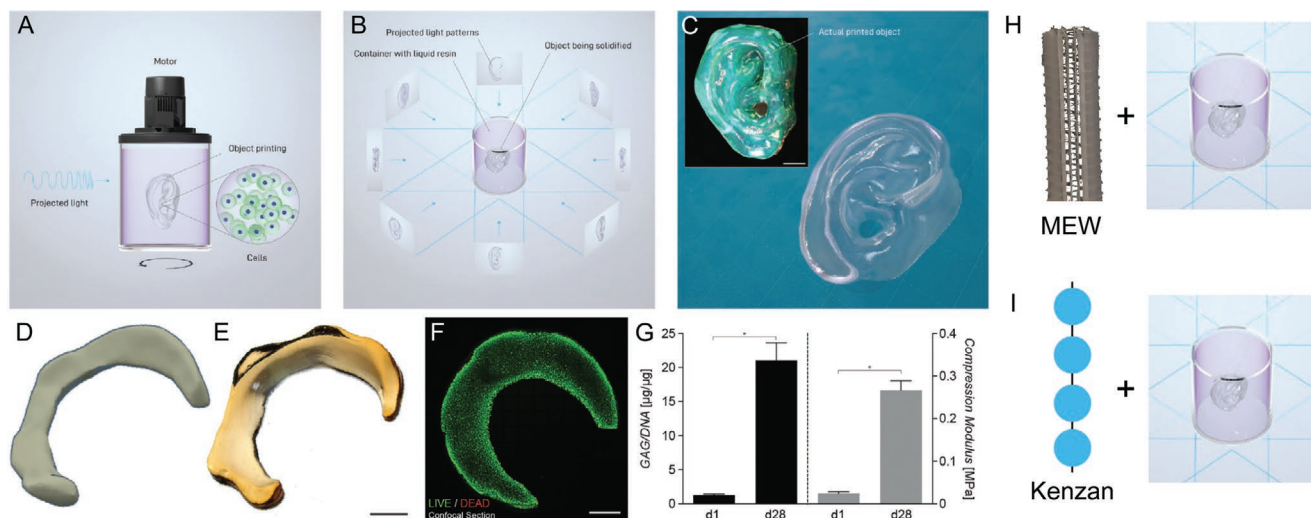 A
Motor
Object printing
Projected light
Cells
B
Projected light patterns
Container with liquid resin
Object being solidified
C
Actual printed object
H
+
MEW
D
E
F
LIVE / DEAD
Confocal Section
G
GAG/DNA [µg/µg]
25
20
15
10
5
0
*
*
0.4
0.3
0.2
0.1
0
Compression Modulus [MPa]
d1
d28
d1
d28
I
+
Kenzan